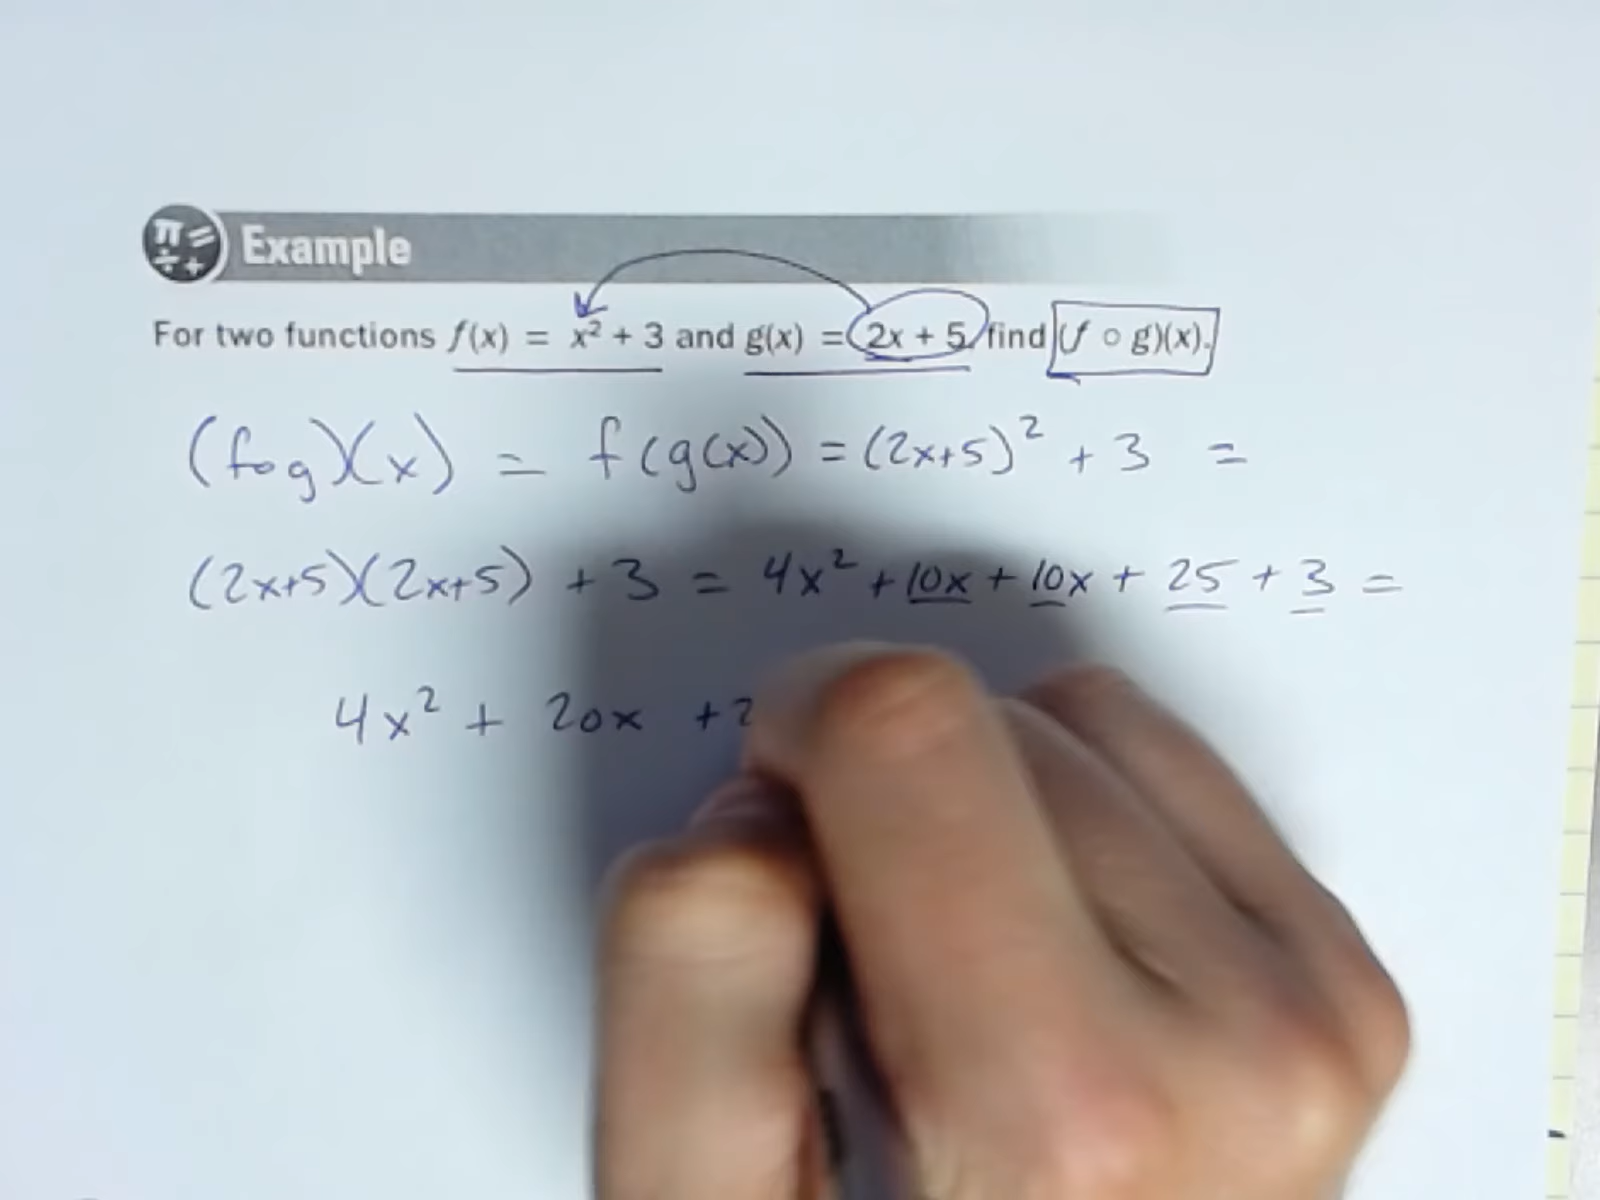 π = ÷ + Example
For two functions f(x) = x² + 3 and g(x) = 2x + 5 find (f ∘ g)(x).
(f∘g)(x) = f(g(x)) = (2x+5)² + 3 =
(2x+5)(2x+5) + 3 = 4x² + 10x + 10x + 25 + 3 =
4x² + 20x + 2